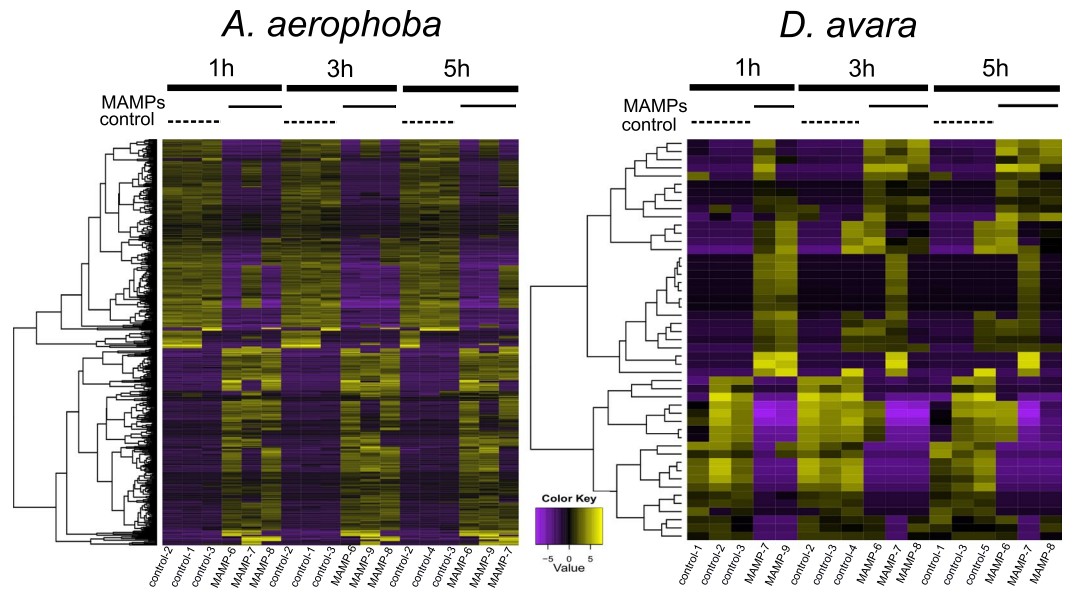 A. aerophoba
D. avara
1h 3h 5h
1h 3h 5h
MAMPs
control
MAMPs
control
Color Key
−5 0 5
Value
control-2 control-1 control-3 MAMP-6 MAMP-7 MAMP-8 control-2 control-1 control-3 MAMP-6 MAMP-9 MAMP-8 control-2 control-4 control-3 MAMP-6 MAMP-9 MAMP-7
control-1 control-2 control-3 MAMP-7 MAMP-9 control-2 control-3 control-4 MAMP-6 MAMP-7 MAMP-8 control-1 control-3 control-5 MAMP-6 MAMP-7 MAMP-8